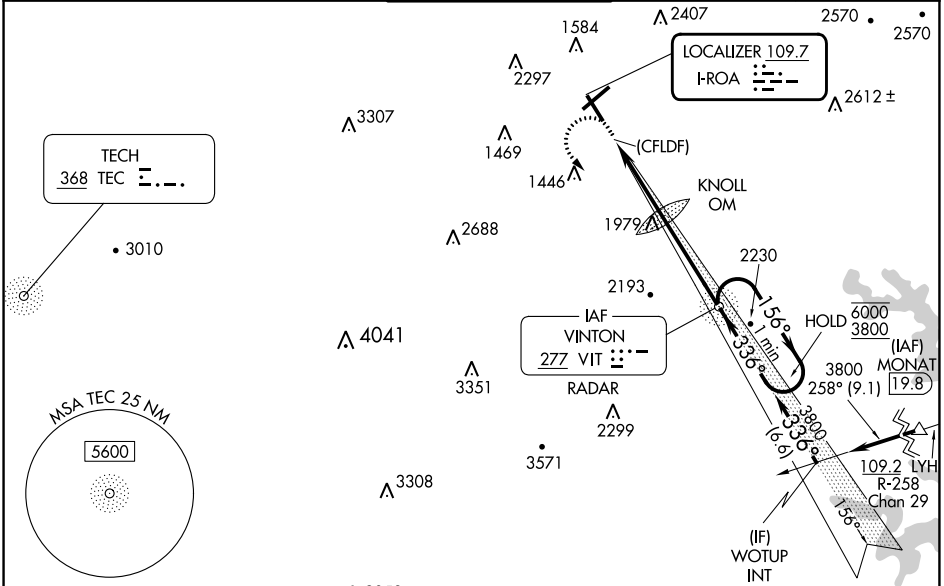 1584
2407
2570
2570
2297
LOCALIZER 109.7
I-ROA
2612 ±
3307
1469
(CFLDF)
TECH
368 TEC
1446
KNOLL
OM
1979
2688
3010
2230
2193
156°
HOLD
6000
3800
IAF
VINTON
277 VIT
RADAR
1 min
336°
(IAF)
MONAT
19.8
4041
3800
258° (9.1)
3351
3800
336°
(6.6)
MSA TEC 25 NM
5600
2299
3571
109.2 LYH
R-258
Chan 29
3308
156°
(IF)
WOTUP
INT